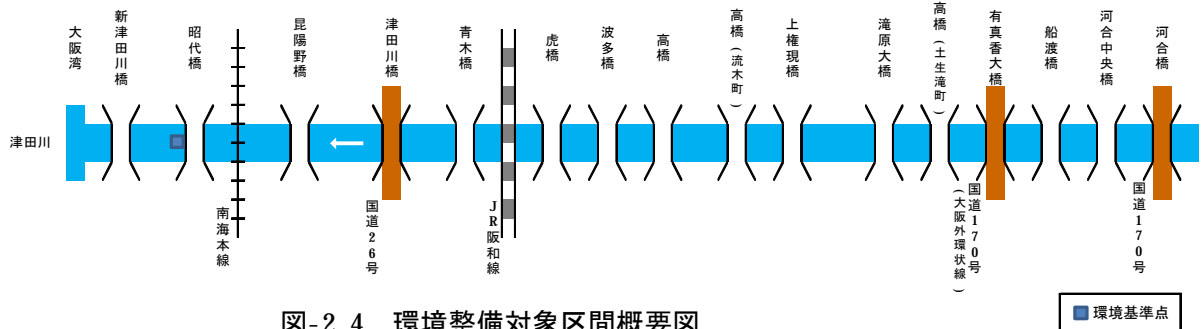 大阪湾
新津田川橋
昭代橋
昆陽野橋
津田川橋
青木橋
虎橋
波多橋
高橋
高橋(流木町)
上権現橋
滝原大橋
高橋(土生滝町)
有真香大橋
船渡橋
河合中央橋
河合橋
津田川
南海本線
国道26号
JR阪和線
国道170号
(大阪外環状線)
国道170号
図-2.4 環境整備対象区間概要図
環境基準点